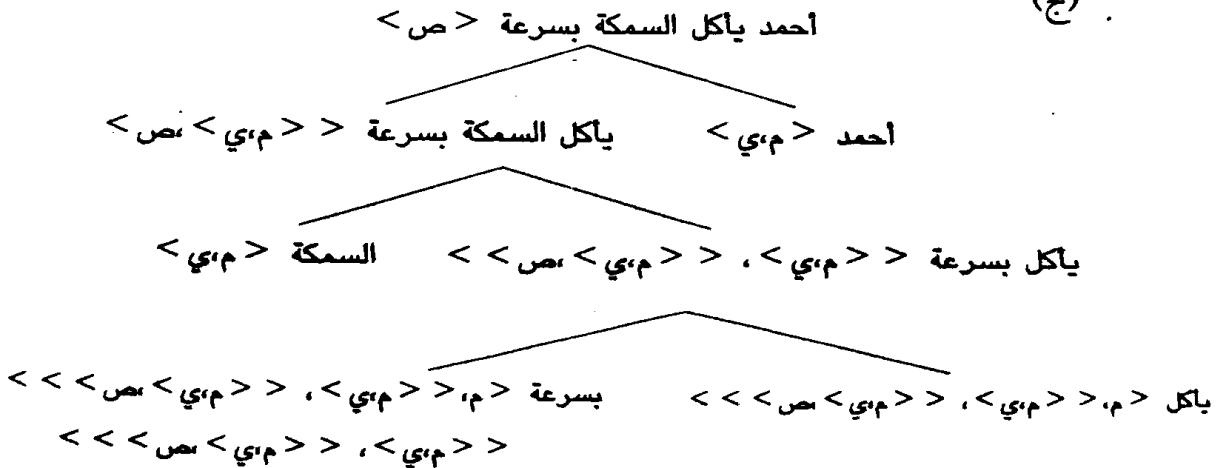 (ج) .
أحمد يأكل السمكة بسرعة < ص >
أحمد < م،ي > يأكل السمكة بسرعة < < م،ي > ،ص >
يأكل بسرعة < < م،ي > ، < < م،ي > ،ص > > السمكة < م،ي >
يأكل < م، < < م،ي > ، < < م،ي > ،ص > > > بسرعة < م، < < م،ي > ، < < م،ي > ،ص > > >
< < م،ي > ، < < م،ي > ،ص > > >